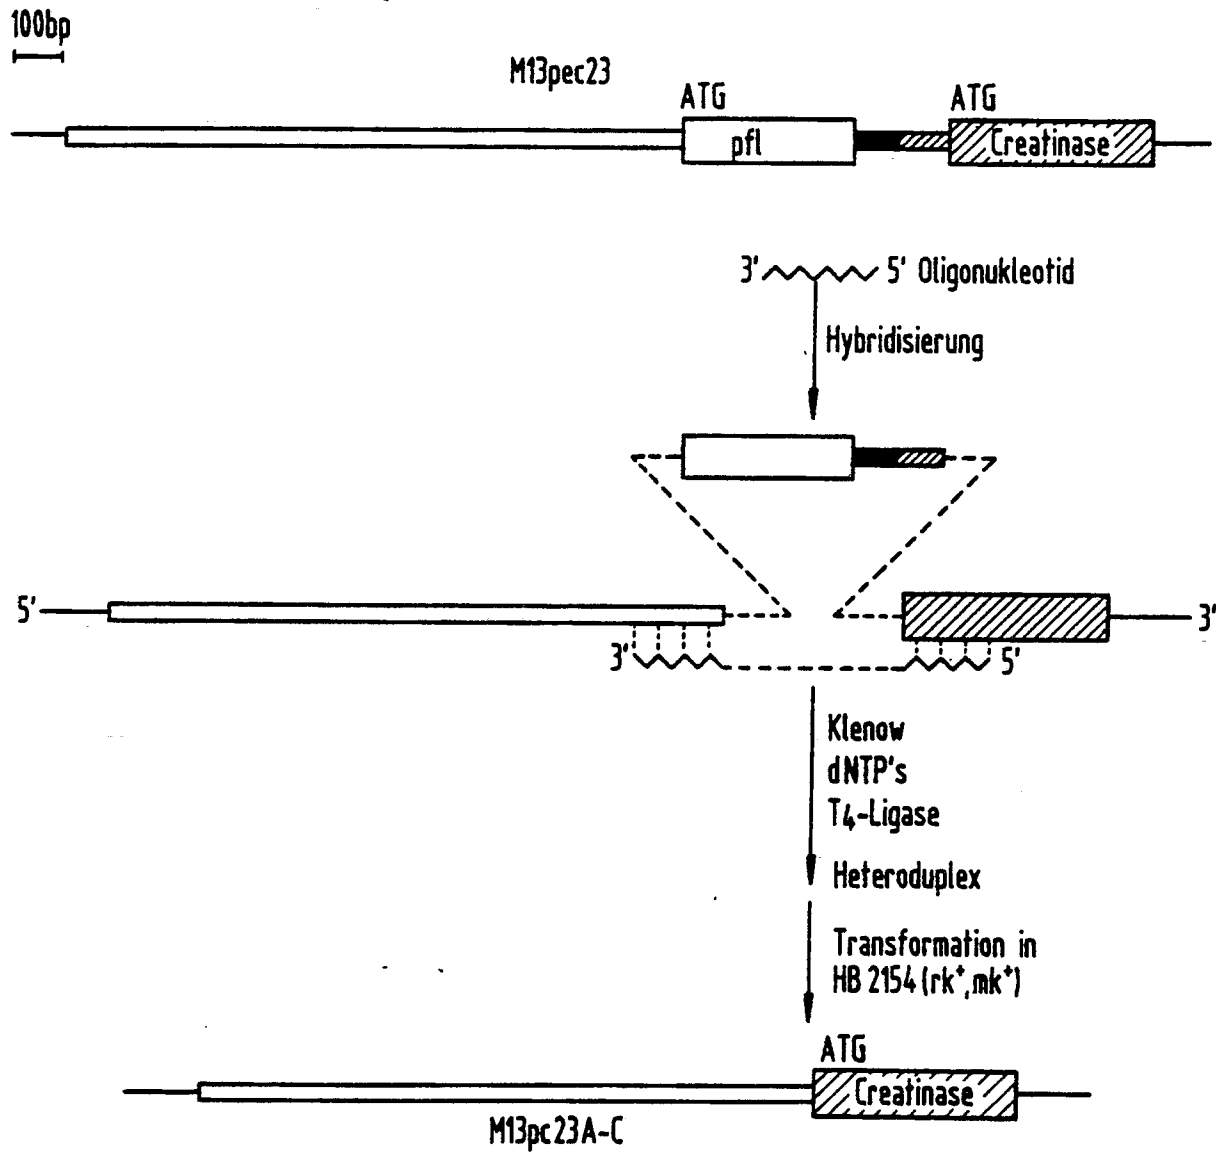 100bp
M13pec23
ATG ATG
pfl Creatinase
3' 5' Oligonukleotid
Hybridisierung
5' 3'
3' 5'
Klenow
dNTP's
T4-Ligase
Heteroduplex
Transformation in
HB 2154 (rk⁺,mk⁺)
ATG
Creatinase
M13pc23A-C